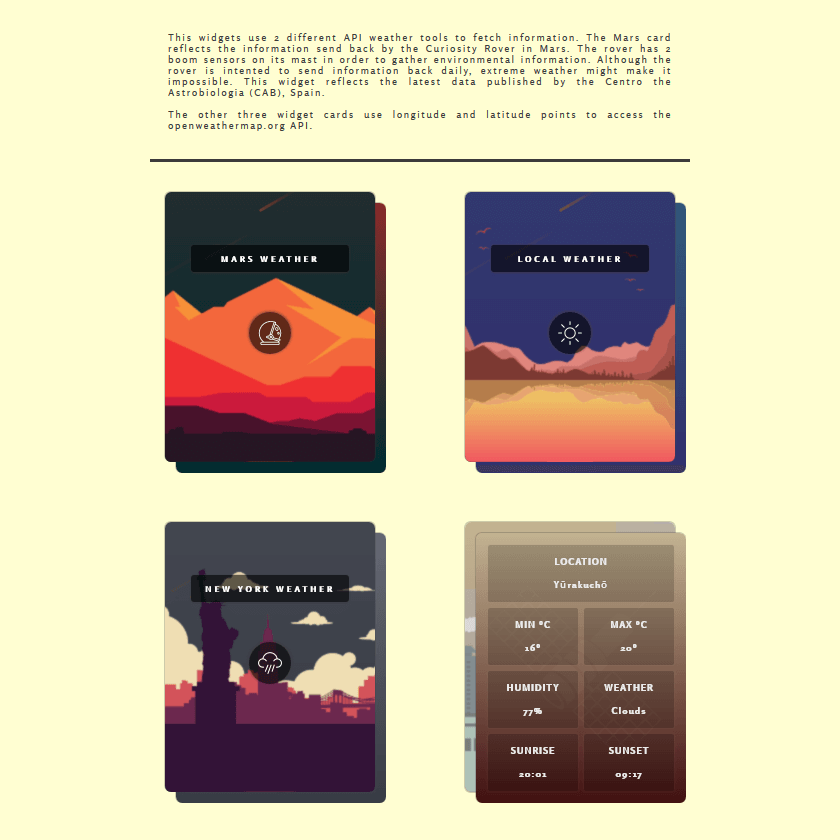 This widgets use 2 different API weather tools to fetch information. The Mars card
reflects the information send back by the Curiosity Rover in Mars. The rover has 2
boom sensors on its mast in order to gather environmental information. Although the
rover is intented to send information back daily, extreme weather might make it
impossible. This widget reflects the latest data published by the Centro the
Astrobiologia (CAB), Spain.
The other three widget cards use longitude and latitude points to access the
openweathermap.org API.
MARS WEATHER
LOCAL WEATHER
NEW YORK WEATHER
LOCATION
Yūrakuchō
MIN ºC
MAX ºC
16º
20º
HUMIDITY
WEATHER
77%
Clouds
SUNRISE
SUNSET
20:01
09:17